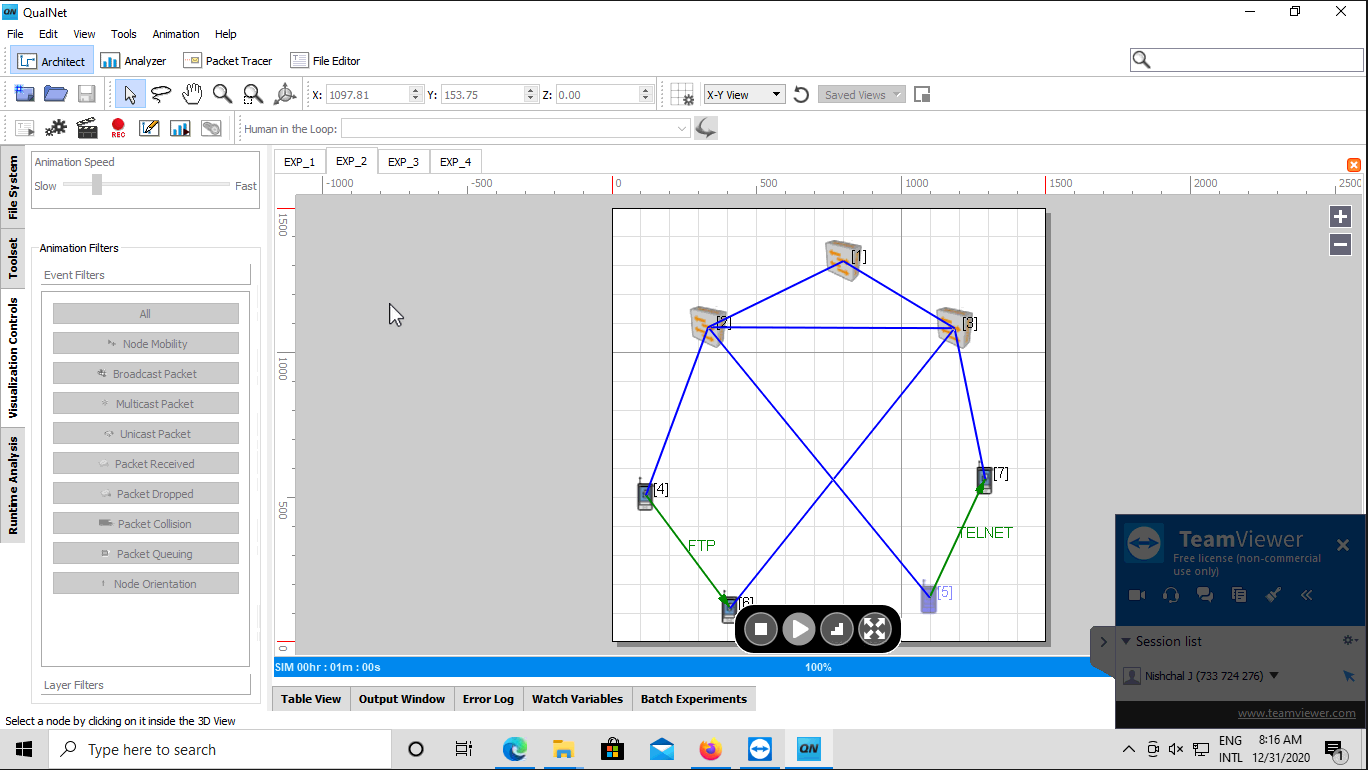 QN QualNet
File Edit View Tools Animation Help
Architect Analyzer Packet Tracer File Editor
X: 1097.81 Y: 153.75 Z: 0.00 X-Y View Saved Views
REC Human in the Loop:
File System
Toolset
Visualization Controls
Runtime Analysis
Animation Speed
Slow Fast
Animation Filters
Event Filters
All
Node Mobility
Broadcast Packet
Multicast Packet
Unicast Packet
Packet Received
Packet Dropped
Packet Collision
Packet Queuing
Node Orientation
Layer Filters
EXP_1 EXP_2 EXP_3 EXP_4
-1000 -500 0 500 1000 1500 2000 2500
1500
1000
500
0
[1]
[2] [3]
[4] [7]
FTP TELNET
[6] [5]
SIM 00hr : 01m : 00s 100%
Table View Output Window Error Log Watch Variables Batch Experiments
TeamViewer
Free license (non-commercial
use only)
Session list
Nishchal J (733 724 276)
www.teamviewer.com
Select a node by clicking on it inside the 3D View
Type here to search
QN
ENG
INTL
8:16 AM
12/31/2020
1